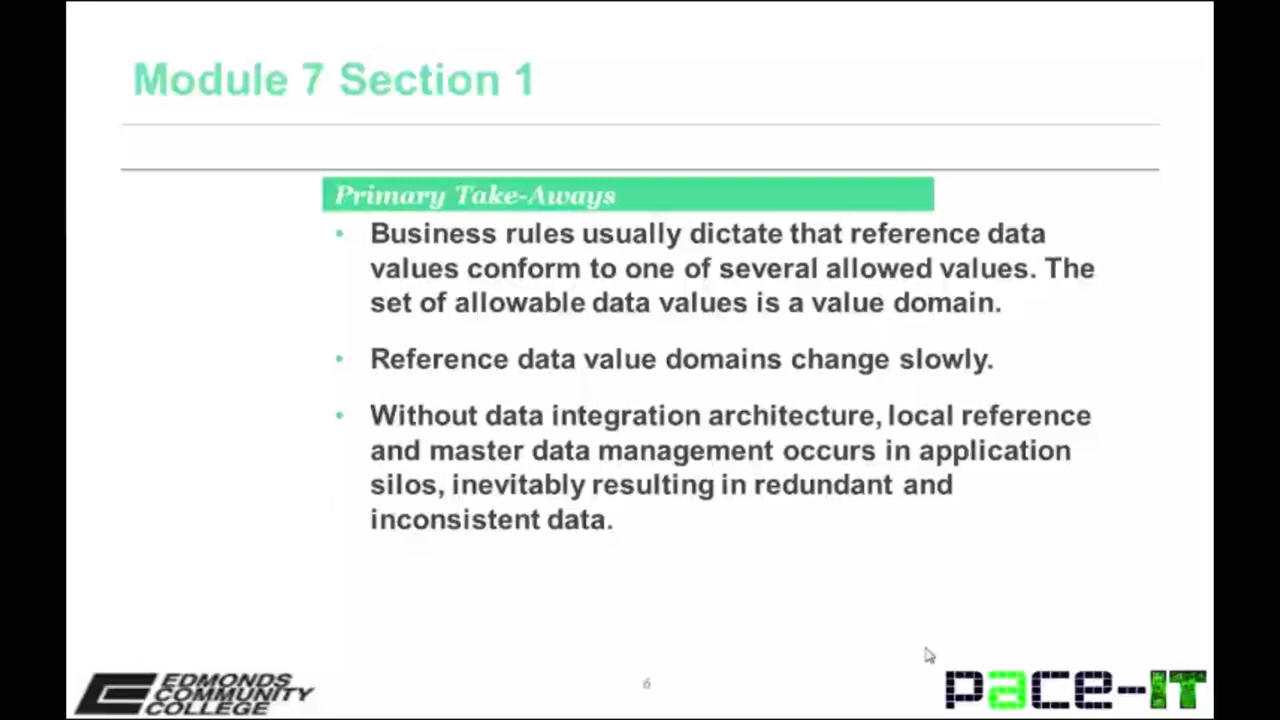 Module 7 Section 1
Primary Take-Aways
• Business rules usually dictate that reference data
values conform to one of several allowed values. The
set of allowable data values is a value domain.
• Reference data value domains change slowly.
• Without data integration architecture, local reference
and master data management occurs in application
silos, inevitably resulting in redundant and
inconsistent data.
EDMONDS
COMMUNITY
COLLEGE
6
pace-IT